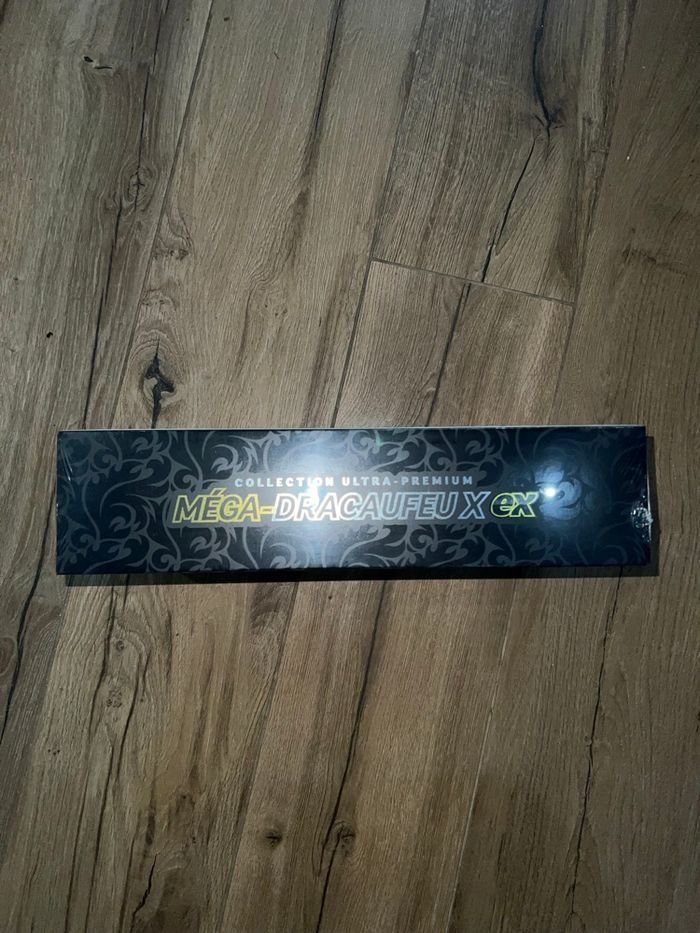 COLLECTION ULTRA-PREMIUM
MÉGA-DRACAUFEU X ex